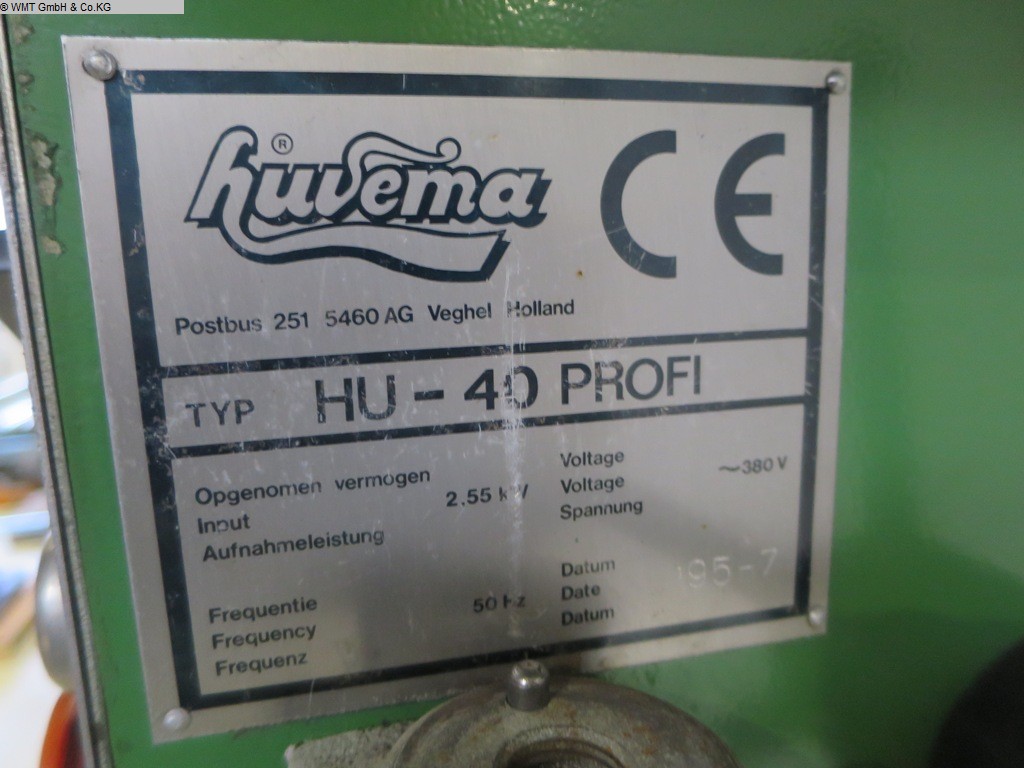 © WMT GmbH & Co.KG
huvema ®
CE
Postbus 251 5460 AG Veghel Holland
TYP HU - 40 PROFI
Opgenomen vermogen
Input 2,55 kW
Aufnahmeleistung
Voltage
Voltage ~380 V
Spannung
Frequentie
Frequency 50 Hz
Frequenz
Datum
Date '95-7
Datum